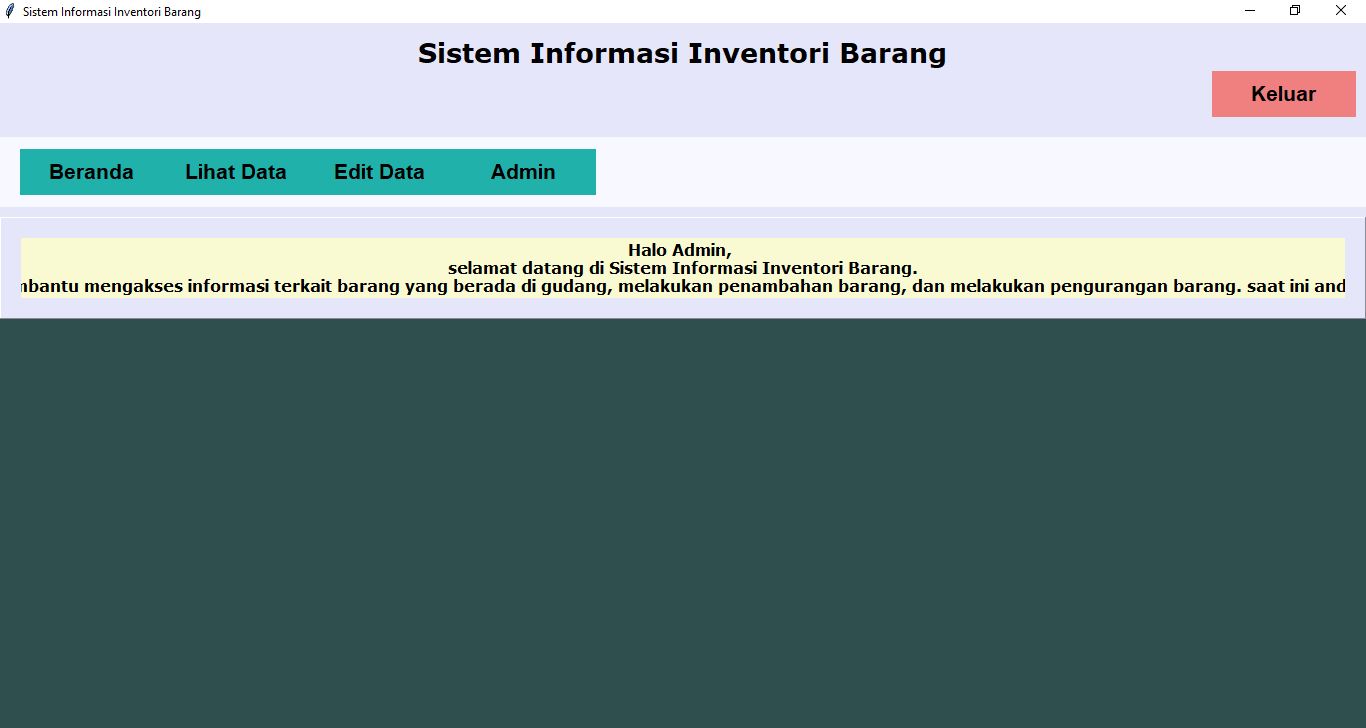 Sistem Informasi Inventori Barang
Sistem Informasi Inventori Barang
Keluar
Beranda Lihat Data Edit Data Admin
Halo Admin,
selamat datang di Sistem Informasi Inventori Barang.
mengakses informasi terkait barang yang berada di gudang, melakukan penambahan barang, dan melakukan pengurangan barang. saat ini